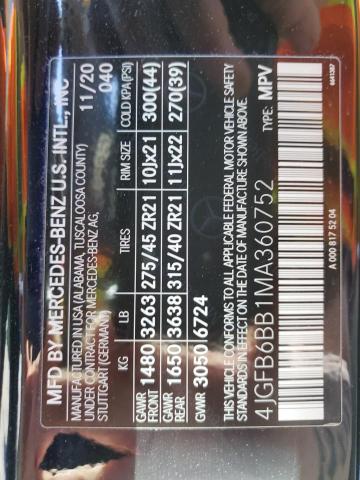 MFD BY MERCEDES-BENZ U.S. INTL., INC
MANUFACTURED IN USA (ALABAMA, TUSCALOOSA COUNTY) 11/20
UNDER CONTRACT FOR MERCEDES-BENZ AG, 040
STUTTGART (GERMANY)
KG LB TIRES RIM SIZE COLD KPA(PSI)
GAWR FRONT 1480 3263 275/45 ZR21 10Jx21 300(44)
GAWR REAR 1650 3638 315/40 ZR21 11Jx22 270(39)
GVWR 3050 6724
THIS VEHICLE CONFORMS TO ALL APPLICABLE FEDERAL MOTOR VEHICLE SAFETY
STANDARDS IN EFFECT ON THE DATE OF MANUFACTURE SHOWN ABOVE.
4JGFB6BB1MA360752 TYPE: MPV
A 000 817 52 04